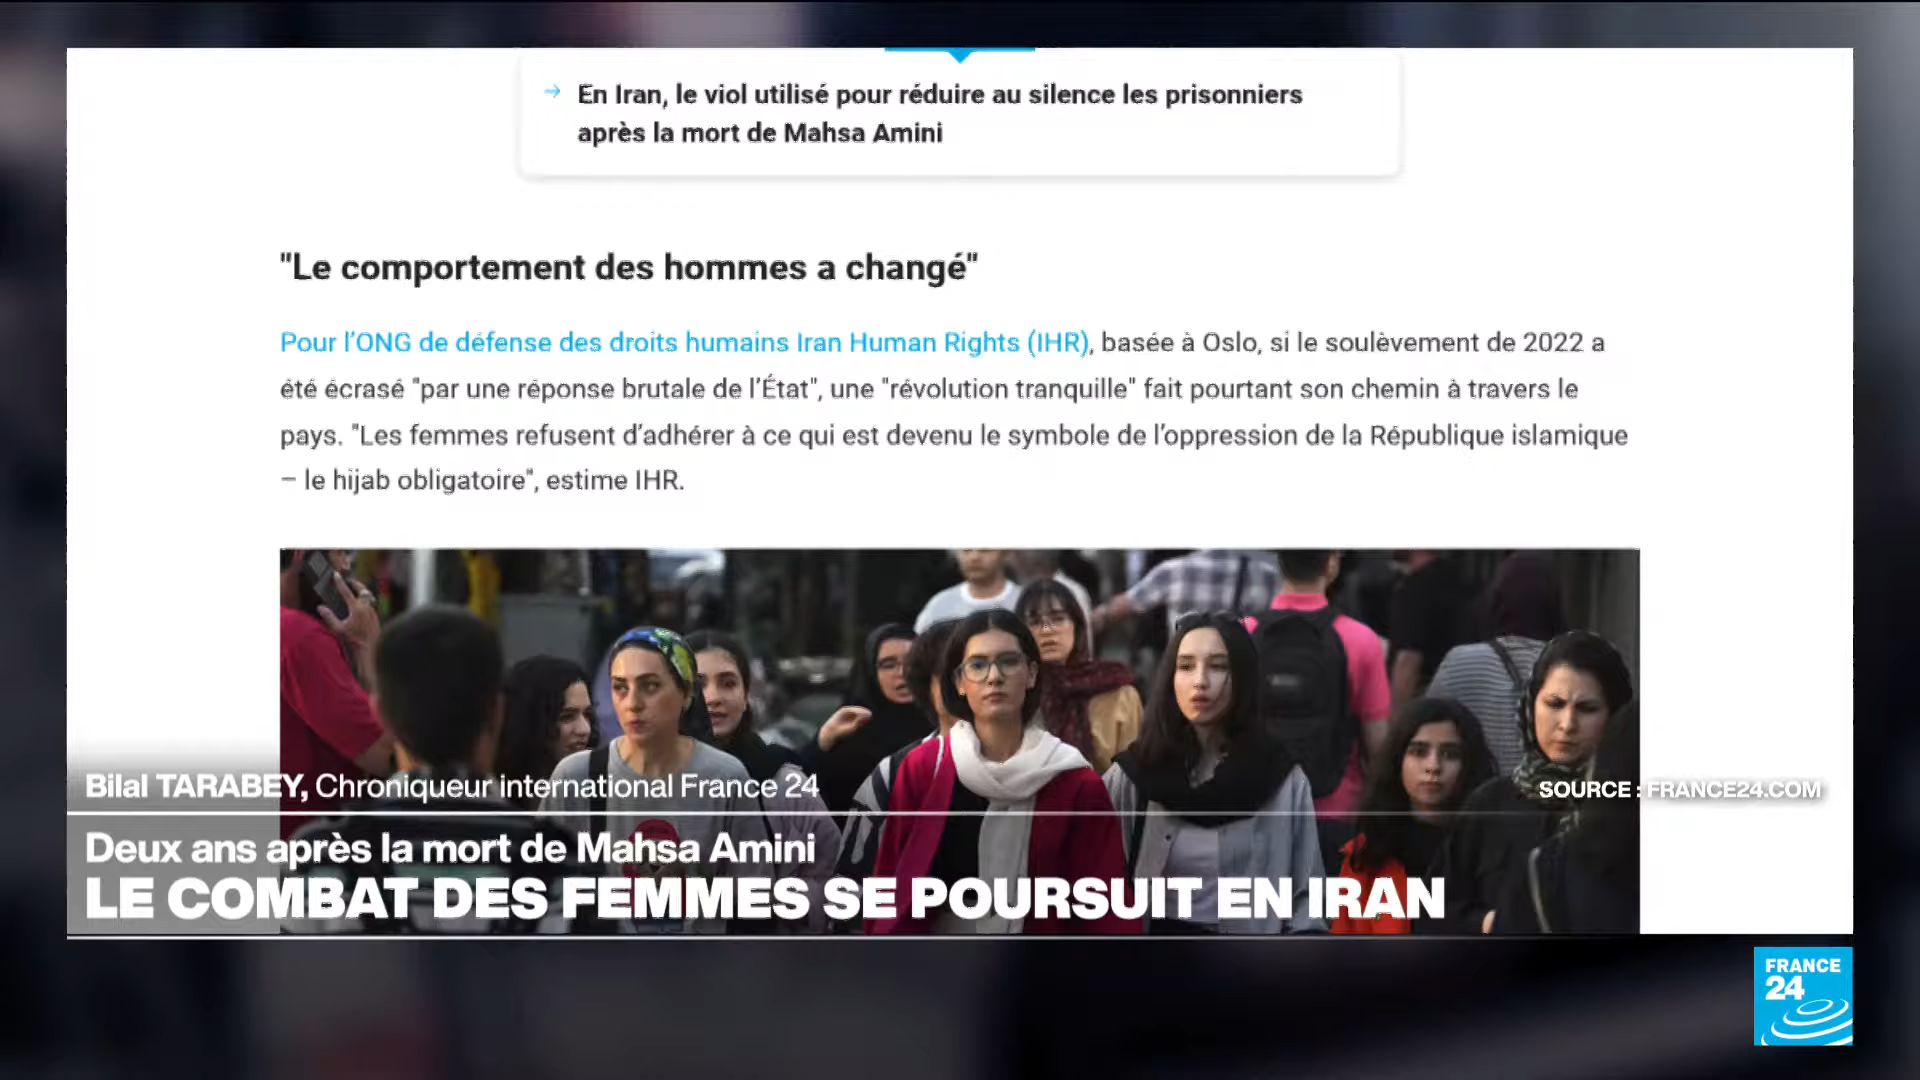 En Iran, le viol utilisé pour réduire au silence les prisonniers
après la mort de Mahsa Amini
"Le comportement des hommes a changé"
Pour l’ONG de défense des droits humains Iran Human Rights (IHR), basée à Oslo, si le soulèvement de 2022 a
été écrasé "par une réponse brutale de l’État", une "révolution tranquille" fait pourtant son chemin à travers le
pays. "Les femmes refusent d’adhérer à ce qui est devenu le symbole de l’oppression de la République islamique
– le hijab obligatoire", estime IHR.
Bilal TARABEY, Chroniqueur international France 24
SOURCE : FRANCE24.COM
Deux ans après la mort de Mahsa Amini
LE COMBAT DES FEMMES SE POURSUIT EN IRAN
FRANCE
24